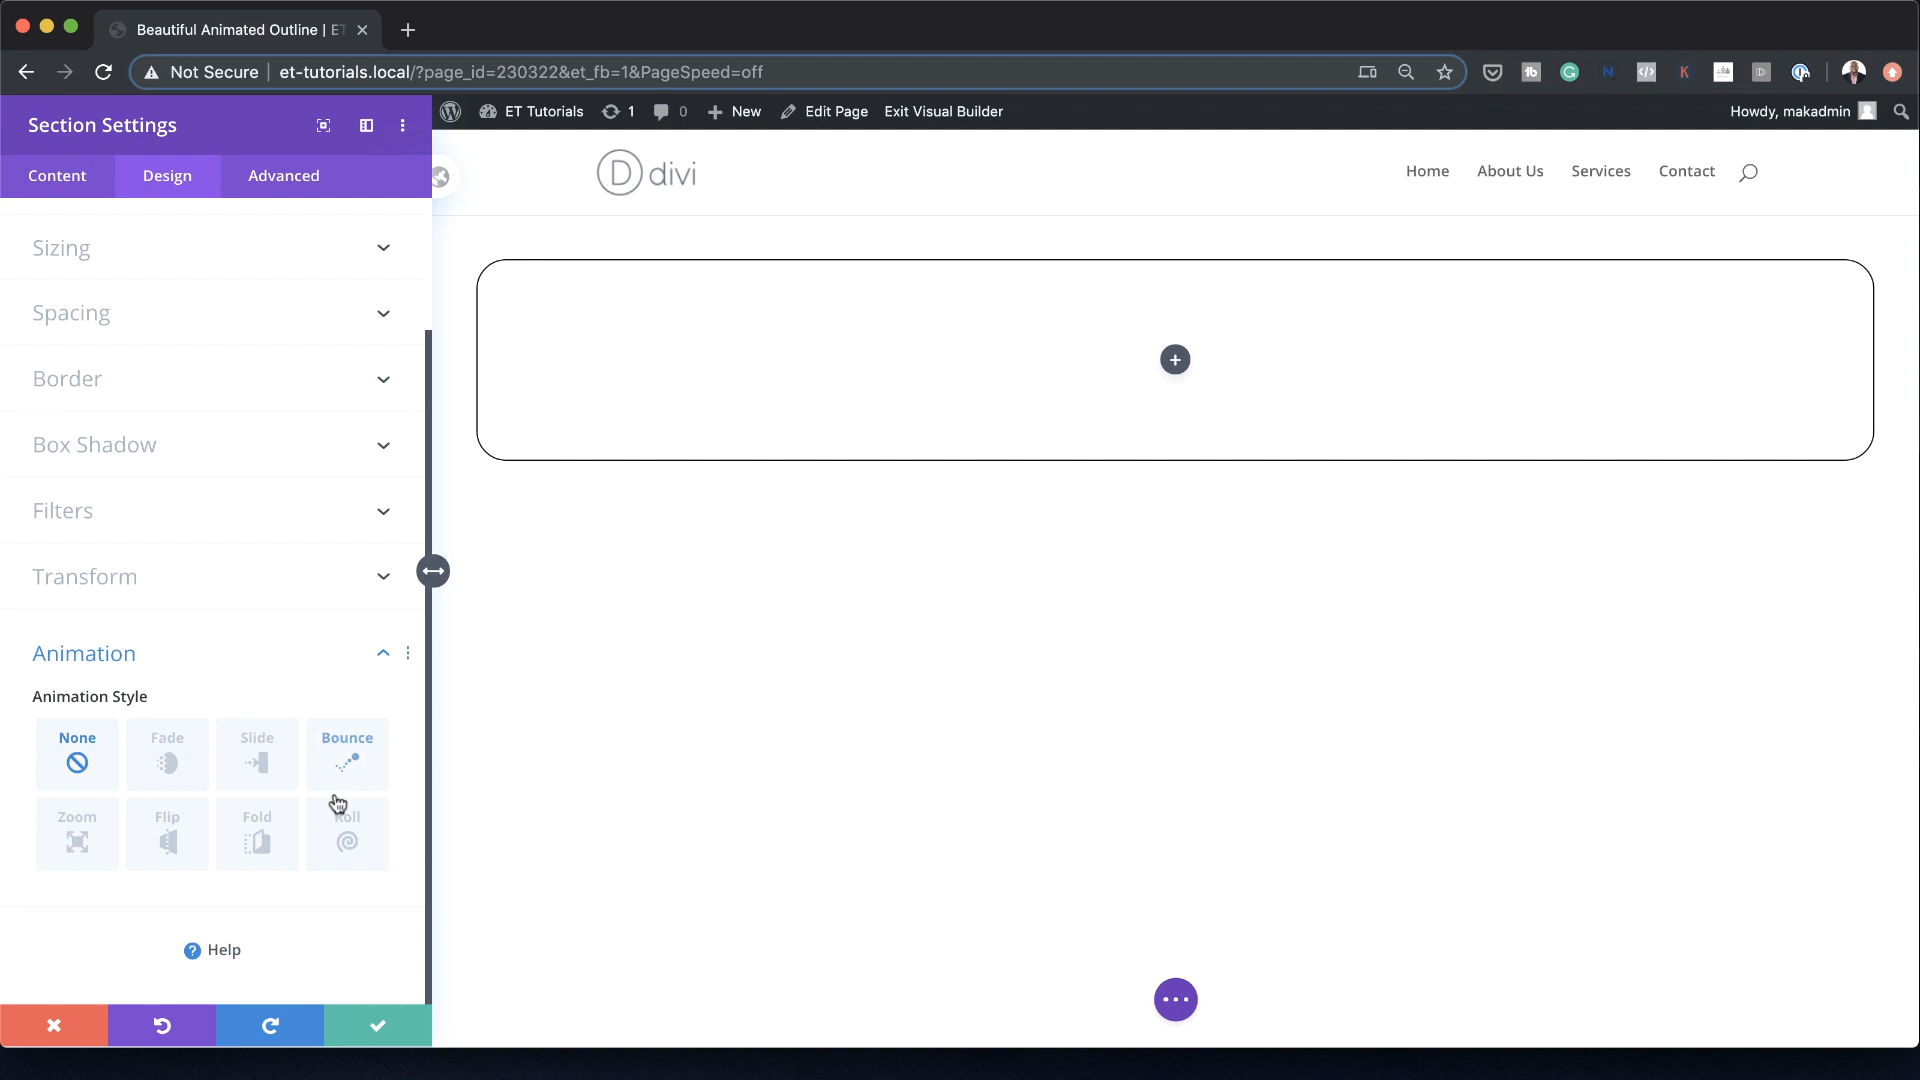 Beautiful Animated Outline | ET
Not Secure | et-tutorials.local/?page_id=230322&et_fb=1&PageSpeed=off
Section Settings
ET Tutorials 1 0 New Edit Page Exit Visual Builder
Howdy, makadmin
Content Design Advanced
divi
Home About Us Services Contact
Sizing
Spacing
Border
Box Shadow
Filters
Transform
Animation
Animation Style
None Fade Slide Bounce
Zoom Flip Fold Roll
Help